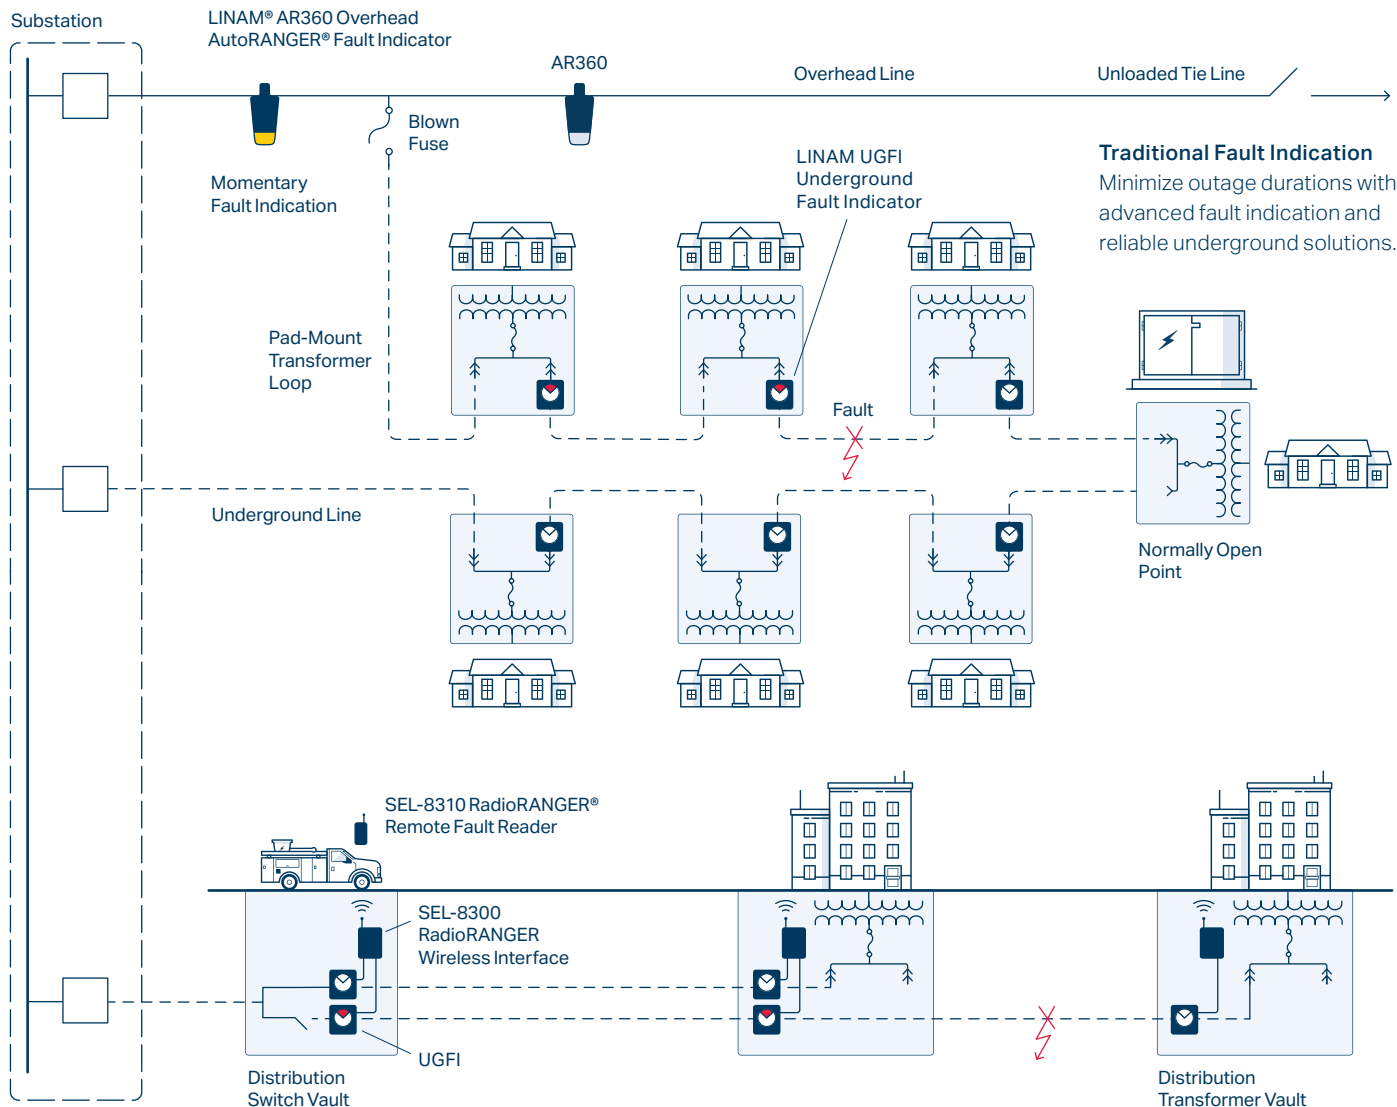 Substation
LINAM® AR360 Overhead
AutoRANGER® Fault Indicator
AR360
Overhead Line
Unloaded Tie Line
Blown
Fuse
Momentary
Fault Indication
LINAM UGFI
Underground
Fault Indicator
Traditional Fault Indication
Minimize outage durations with
advanced fault indication and
reliable underground solutions.
Pad-Mount
Transformer
Loop
Fault
Underground Line
Normally Open
Point
SEL-8310 RadioRANGER®
Remote Fault Reader
SEL-8300
RadioRANGER
Wireless Interface
UGFI
Distribution
Switch Vault
Distribution
Transformer Vault